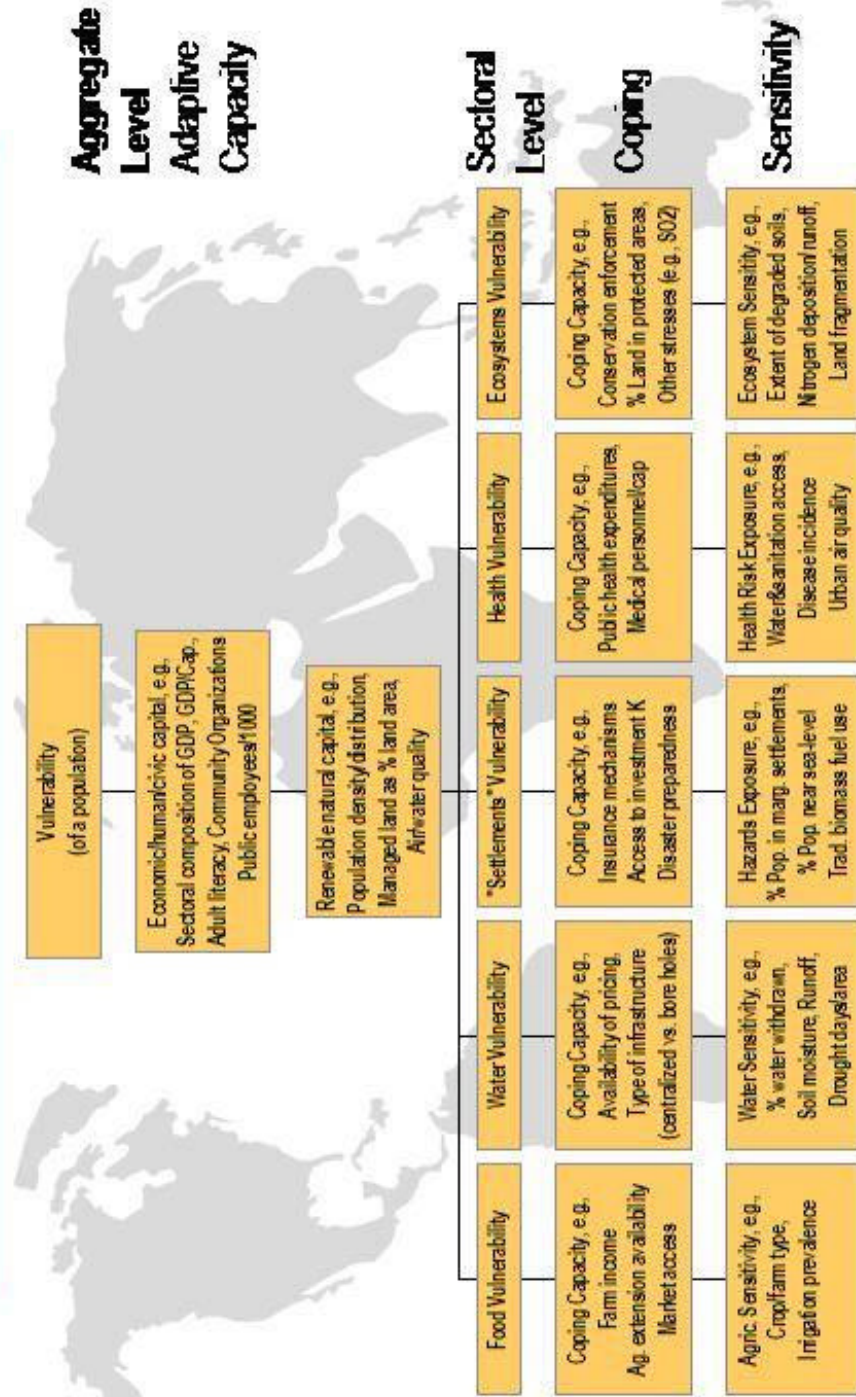 Aggregate
Level
Adaptive
Capacity
Vulnerability
(of a population)
Economic/human/civic capital, e.g.,
Sectoral composition of GDP, GDP/Cap.,
Adult literacy, Community Organizations
Public employees/1000
Renewable natural capital, e.g.,
Population density/distribution,
Managed land as % land area,
Air/water quality
Sectoral
Level
Food Vulnerability
Water Vulnerability
"Settlements" Vulnerability
Health Vulnerability
Ecosystems Vulnerability
Coping
Coping Capacity, e.g.,
Farm income
Ag. extension availability
Market access
Coping Capacity, e.g.,
Availability of pricing,
Type of infrastructure
(centralized vs. bore holes)
Coping Capacity, e.g.,
Insurance mechanisms
Access to investment K
Disaster preparedness
Coping Capacity, e.g.,
Public health expenditures,
Medical personnel/cap
Coping Capacity, e.g.,
Conservation enforcement
% Land in protected areas,
Other stresses (e.g., SO2)
Sensitivity
Agric. Sensitivity, e.g.,
Crop/farm type,
Irrigation prevalence
Water Sensitivity, e.g.,
% water withdrawn,
Soil moisture, Runoff,
Drought days/area
Hazards Exposure, e.g.,
% Pop. in marg. settlements,
% Pop. near sea-level
Trad. biomass fuel use
Health Risk Exposure, e.g.,
Water&sanitation access,
Disease incidence
Urban air quality
Ecosystem Sensitity, e.g.,
Extent of degraded soils,
Nitrogen deposition/runoff,
Land fragmentation